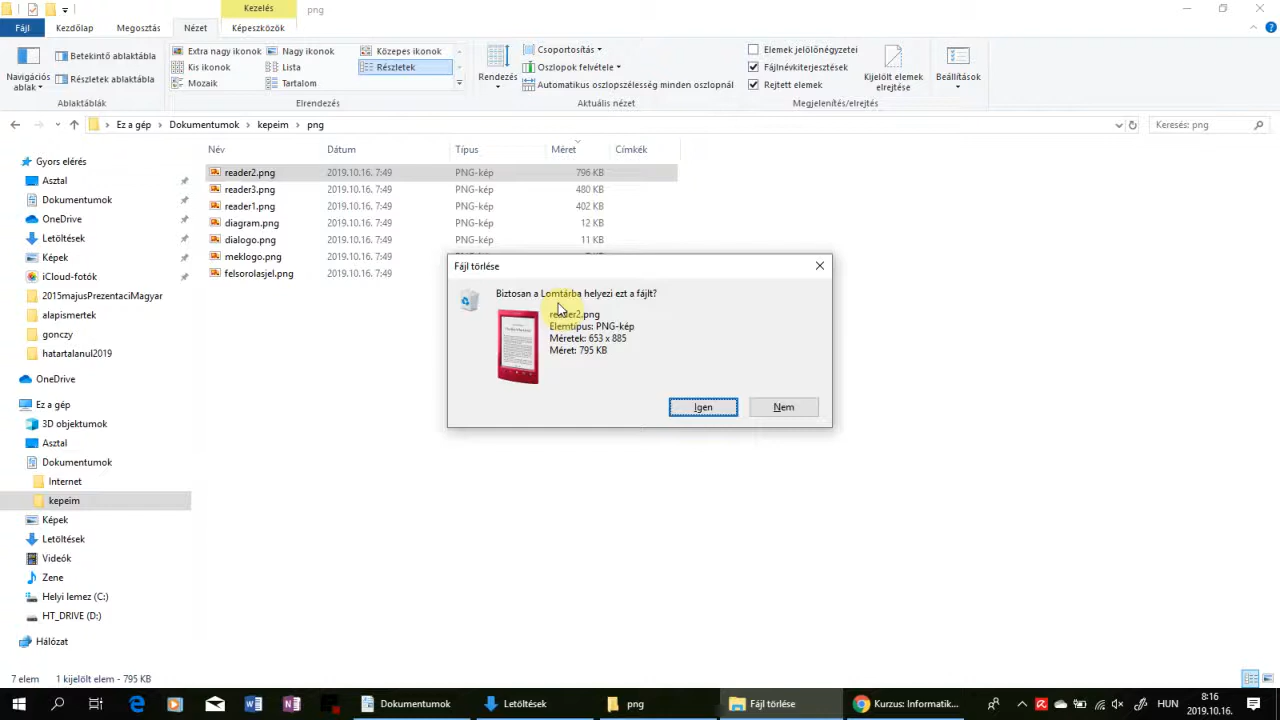 Kezelés
png
Fájl
Kezdőlap
Megosztás
Nézet
Képeszközök
Navigációs
ablak
Betekintő ablaktábla
Részletek ablaktábla
Ablaktáblák
Extra nagy ikonok
Nagy ikonok
Közepes ikonok
Kis ikonok
Lista
Részletek
Mozaik
Tartalom
Elrendezés
Rendezés
Csoportosítás
Oszlopok felvétele
Automatikus oszlopszélesség minden oszlopnál
Aktuális nézet
Elemek jelölőnégyzetei
Fájlnévkiterjesztések
Rejtett elemek
Kijelölt elemek
elrejtése
Megjelenítés/elrejtés
Beállítások
Ez a gép
Dokumentumok
kepeim
png
Keresés: png
Gyors elérés
Asztal
Dokumentumok
OneDrive
Letöltések
Képek
iCloud-fotók
2015majusPrezentaciMagyar
alapismertek
gonczy
hatartalanul2019
OneDrive
Ez a gép
3D objektumok
Asztal
Dokumentumok
Internet
kepeim
Képek
Letöltések
Videók
Zene
Helyi lemez (C:)
HT_DRIVE (D:)
Hálózat
Név Dátum Típus Méret Címkék
reader2.png 2019.10.16. 7:49 PNG-kép 796 KB
reader3.png 2019.10.16. 7:49 PNG-kép 480 KB
reader1.png 2019.10.16. 7:49 PNG-kép 402 KB
diagram.png 2019.10.16. 7:49 PNG-kép 12 KB
dialogo.png 2019.10.16. 7:49 PNG-kép 11 KB
meklogo.png 2019.10.16. 7:49
felsorolasjel.png 2019.10.16. 7:49
Fájl törlése
Biztosan a Lomtárba helyezi ezt a fájlt?
reader2.png
Elemtípus: PNG-kép
Méretek: 653 x 885
Méret: 795 KB
Igen
Nem
7 elem
1 kijelölt elem - 795 KB
Dokumentumok
Letöltések
png
Fájl törlése
Kurzus: Informatik...
HUN
8:16
2019.10.16.